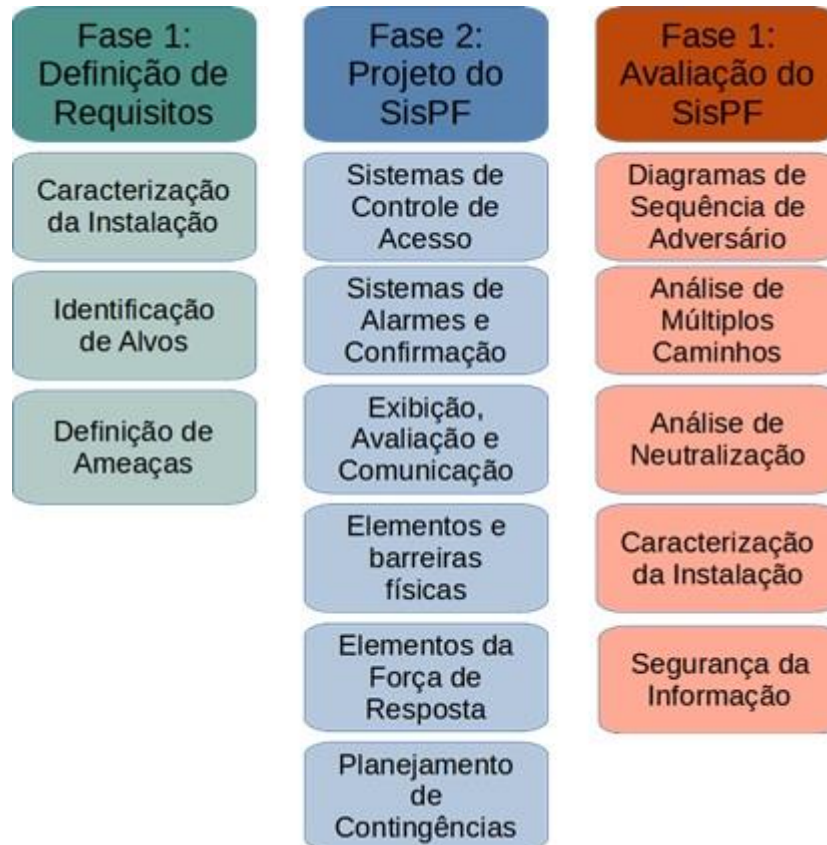 Fase 1:
Definição de
Requisitos
Caracterização
da Instalação
Identificação
de Alvos
Definição de
Ameaças
Fase 2:
Projeto do
SisPF
Sistemas de
Controle de
Acesso
Sistemas de
Alarmes e
Confirmação
Exibição,
Avaliação e
Comunicação
Elementos e
barreiras
físicas
Elementos da
Força de
Resposta
Planejamento
de
Contingências
Fase 1:
Avaliação do
SisPF
Diagramas de
Sequência de
Adversário
Análise de
Múltiplos
Caminhos
Análise de
Neutralização
Caracterização
da Instalação
Segurança da
Informação